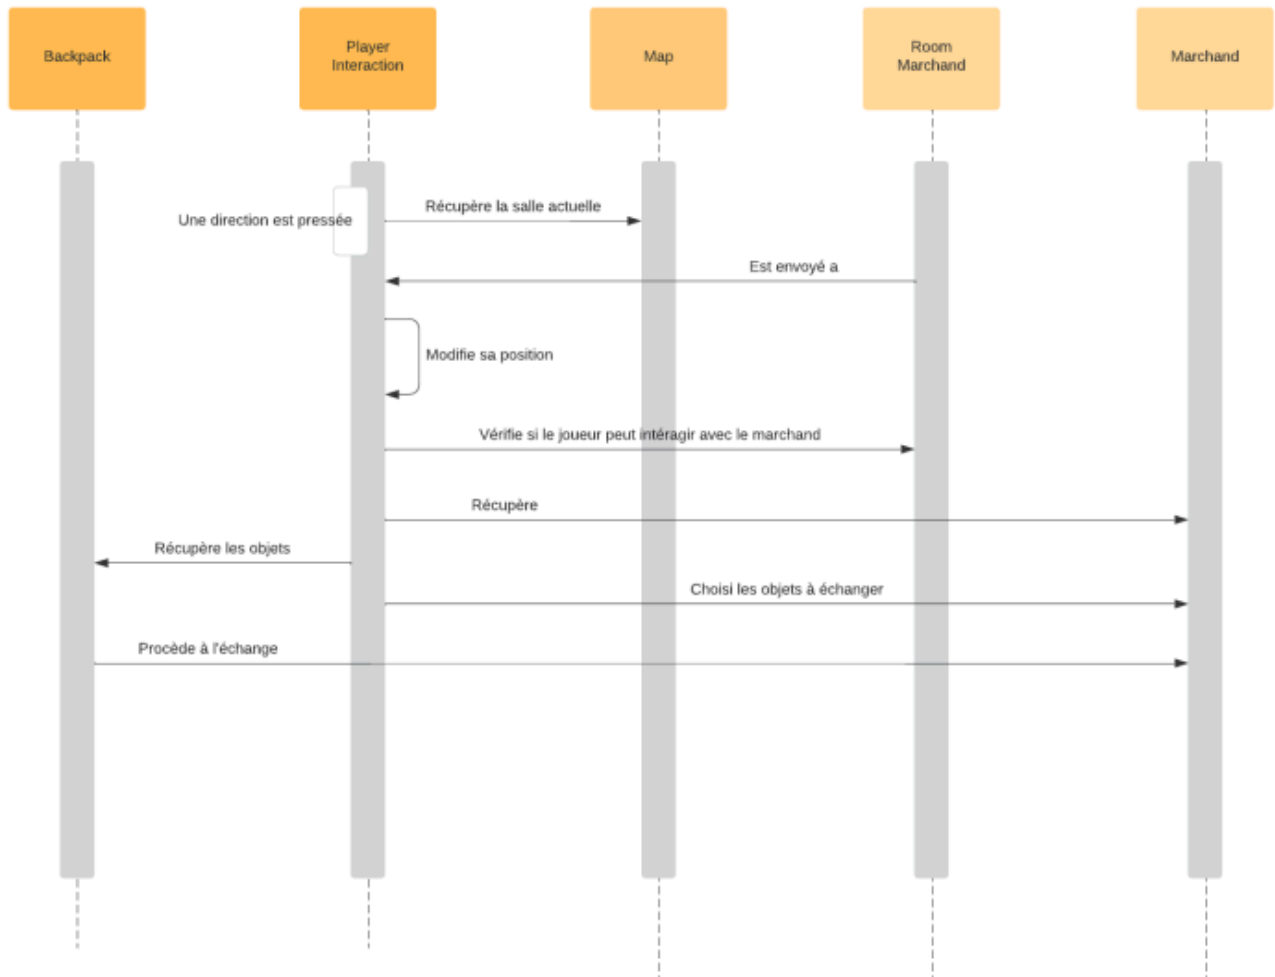 Backpack
Player
Interaction
Map
Room
Marchand
Marchand
Récupère la salle actuelle
Une direction est pressée
Est envoyé a
Modifie sa position
Vérifie si le joueur peut intéragir avec le marchand
Récupère
Récupère les objets
Choisi les objets à échanger
Procède à l'échange